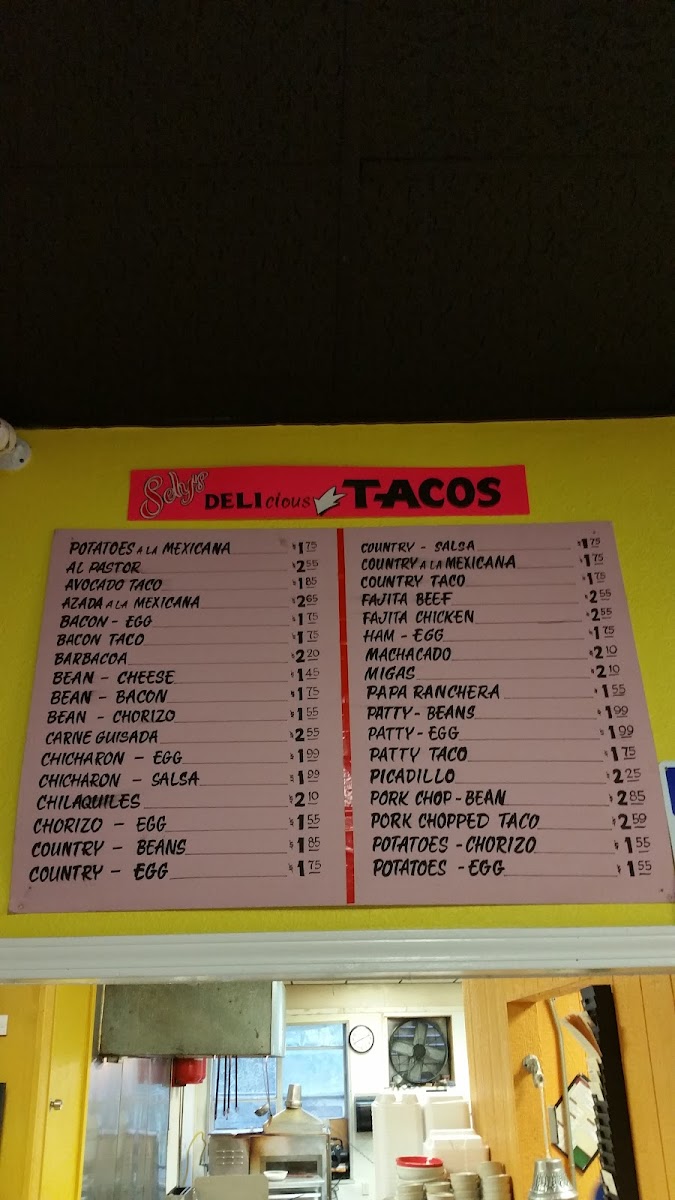 Sely's DELIcious TACOS
POTATOES A LA MEXICANA $1.75
AL PASTOR $2.55
AVOCADO TACO $1.85
AZADA A LA MEXICANA $2.65
BACON - EGG $1.75
BACON TACO $1.75
BARBACOA $2.20
BEAN - CHEESE $1.45
BEAN - BACON $1.75
BEAN - CHORIZO $1.55
CARNE GUISADA $2.55
CHICHARON - EGG $1.99
CHICHARON - SALSA $1.99
CHILAQUILES $2.10
CHORIZO - EGG $1.55
COUNTRY - BEANS $1.85
COUNTRY - EGG $1.75
COUNTRY - SALSA $1.75
COUNTRY A LA MEXICANA $1.75
COUNTRY TACO $1.75
FAJITA BEEF $2.55
FAJITA CHICKEN $2.55
HAM - EGG $1.75
MACHACADO $2.10
MIGAS $2.10
PAPA RANCHERA $1.55
PATTY - BEANS $1.99
PATTY - EGG $1.99
PATTY TACO $1.75
PICADILLO $2.25
PORK CHOP - BEAN $2.85
PORK CHOPPED TACO $2.59
POTATOES - CHORIZO $1.55
POTATOES - EGG $1.55